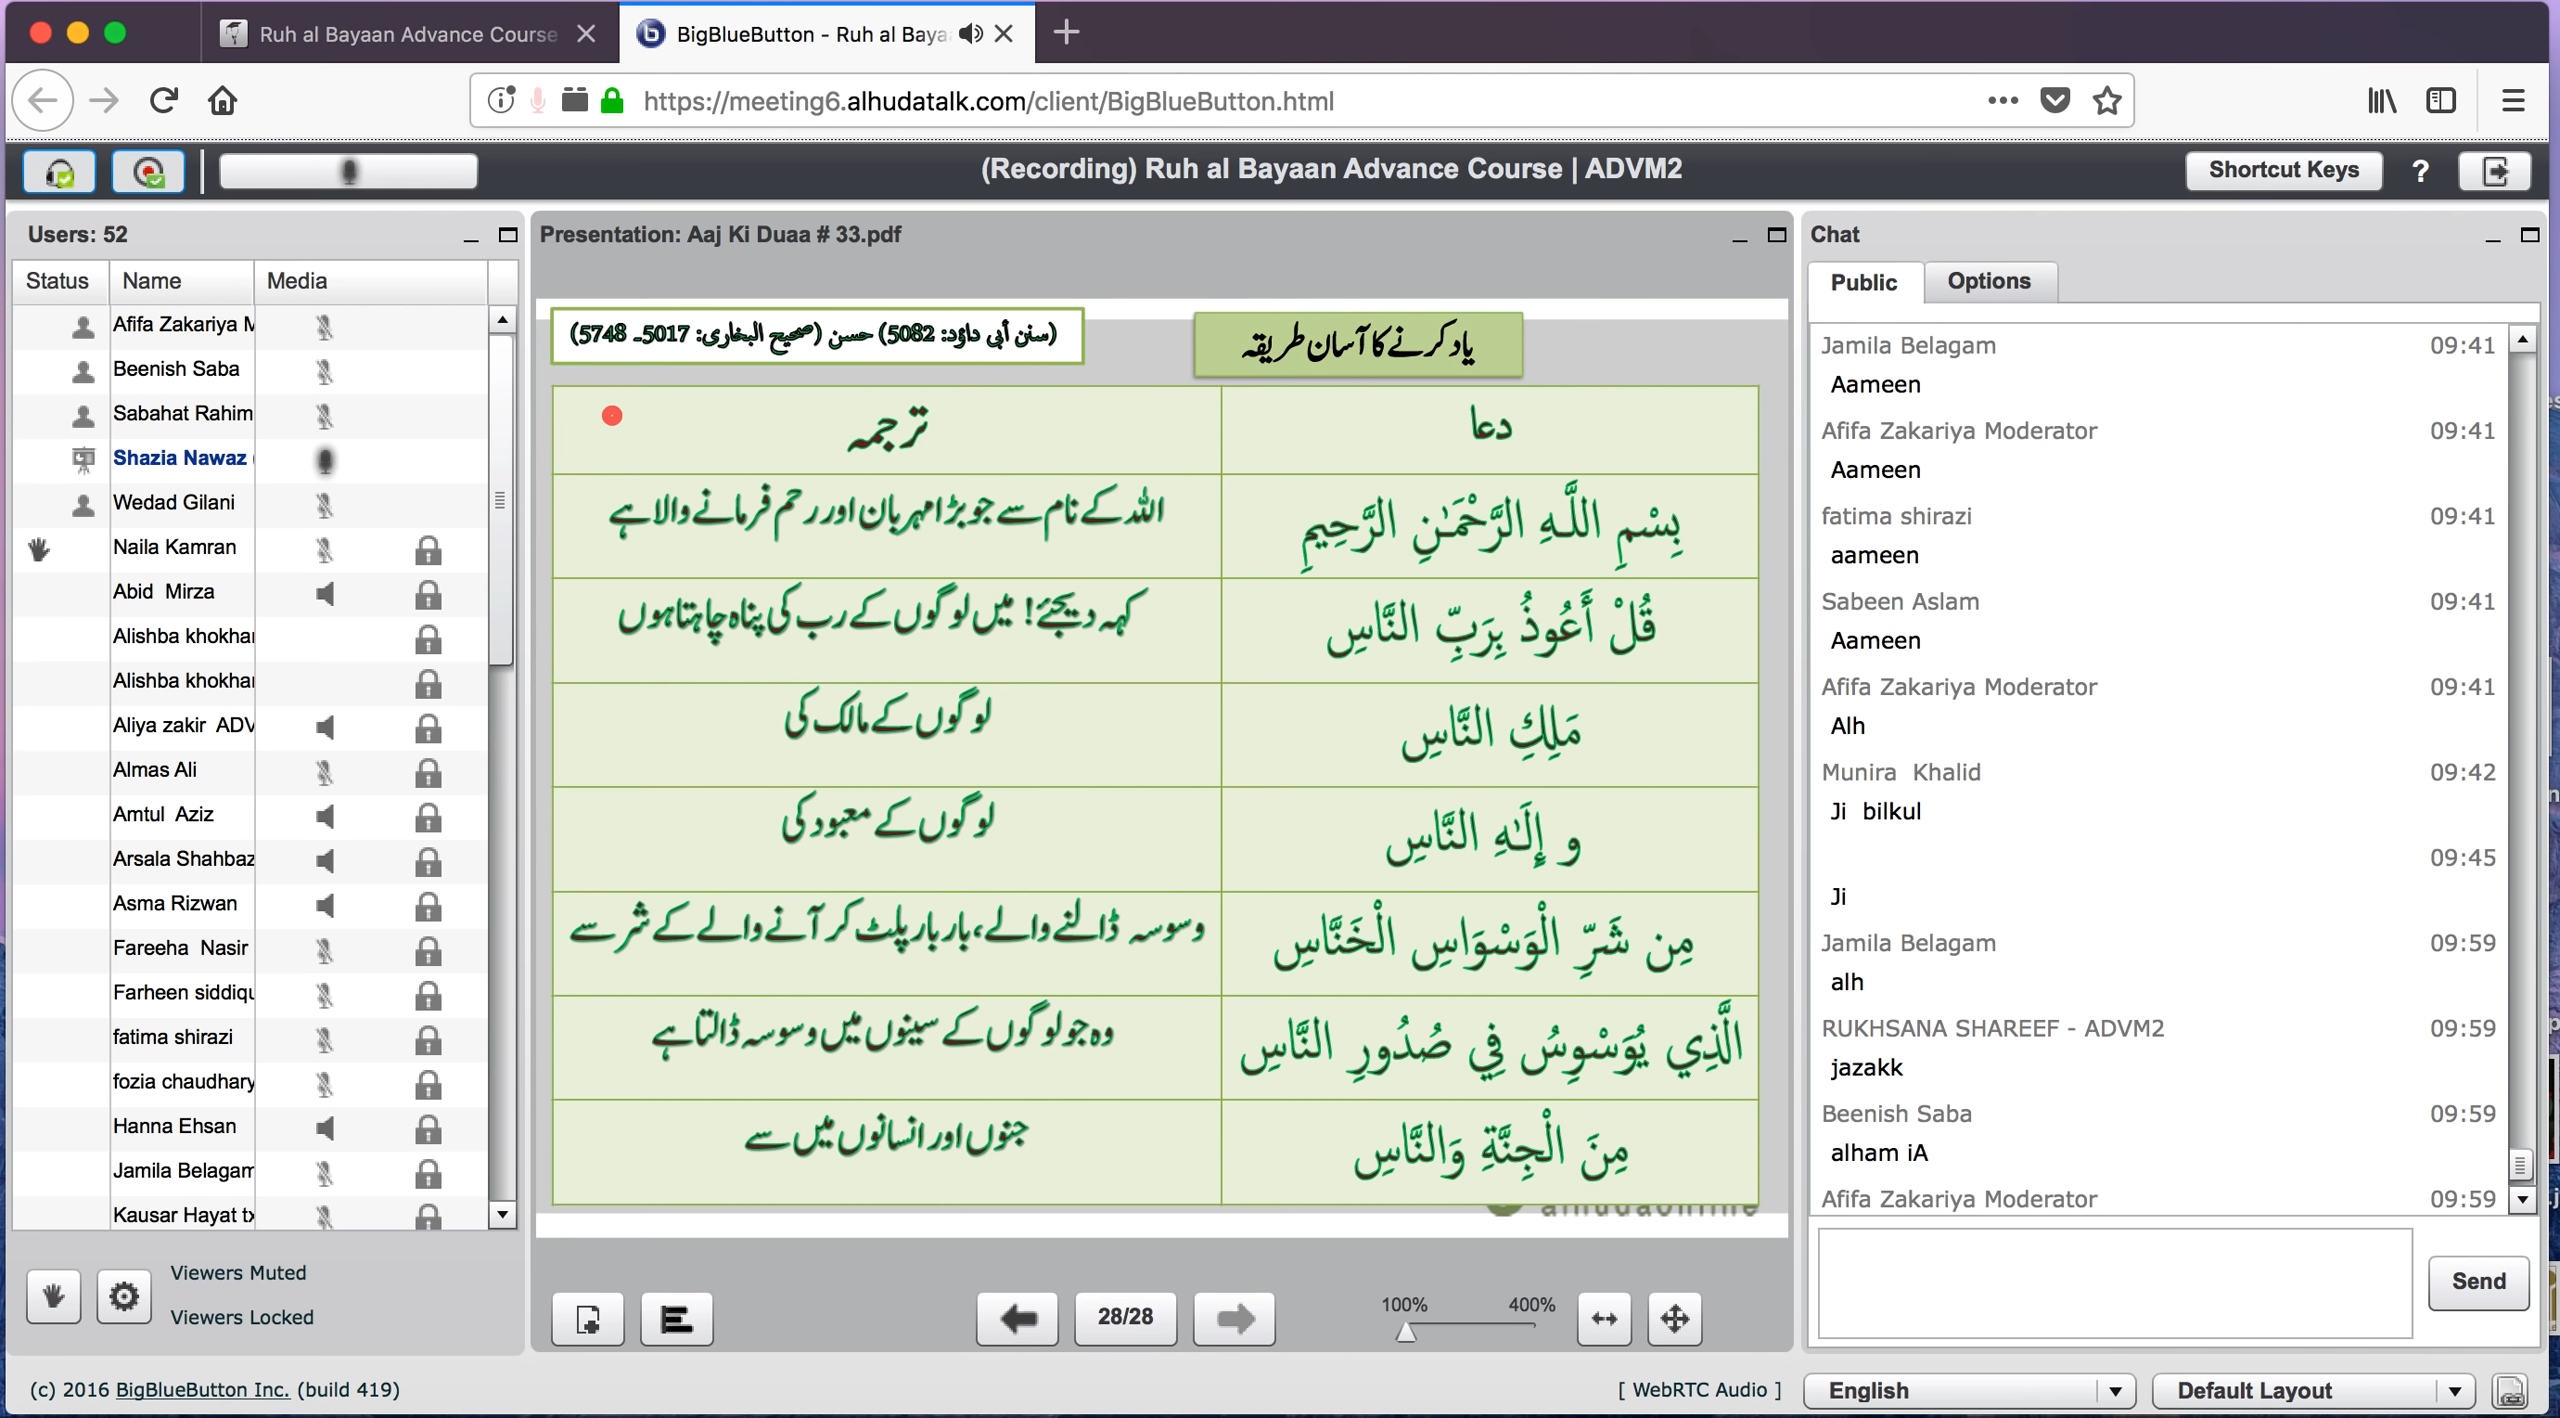 Ruh al Bayaan Advance Course
BigBlueButton - Ruh al Baya
https://meeting6.alhudatalk.com/client/BigBlueButton.html
(Recording) Ruh al Bayaan Advance Course | ADVM2
Shortcut Keys
?
Users: 52
Status Name Media
Afifa Zakariya M
Beenish Saba
Sabahat Rahim
Shazia Nawaz
Wedad Gilani
Naila Kamran
Abid Mirza
Alishba khokhar
Alishba khokhar
Aliya zakir ADV
Almas Ali
Amtul Aziz
Arsala Shahbaz
Asma Rizwan
Fareeha Nasir
Farheen siddiqu
fatima shirazi
fozia chaudhary
Hanna Ehsan
Jamila Belagam
Kausar Hayat tx
Viewers Muted
Viewers Locked
Presentation: Aaj Ki Duaa # 33.pdf
یاد کرنے کا آسان طریقہ
(سنن أبي داؤد: 5082) حسن (صحیح البخاری: 5017۔ 5748)
دعا
ترجمہ
بِسْمِ اللَّـهِ الرَّحْمَـٰنِ الرَّحِيمِ
اللہ کے نام سے جو بڑا مہربان اور رحم فرمانے والا ہے
قُلْ أَعُوذُ بِرَبِّ النَّاسِ
کہہ دیجئے! میں لوگوں کے رب کی پناہ چاہتا ہوں
مَلِكِ النَّاسِ
لوگوں کے مالک کی
و إِلَـٰهِ النَّاسِ
لوگوں کے معبود کی
مِن شَرِّ الْوَسْوَاسِ الْخَنَّاسِ
وسوسہ ڈالنے والے، بار بار پلٹ کر آنے والے کے شر سے
الَّذِي يُوَسْوِسُ فِي صُدُورِ النَّاسِ
وہ جو لوگوں کے سینوں میں وسوسہ ڈالتا ہے
مِنَ الْجِنَّةِ وَالنَّاسِ
جنوں اور انسانوں میں سے
28/28
100% 400%
Chat
Public Options
Jamila Belagam 09:41
Aameen
Afifa Zakariya Moderator 09:41
Aameen
fatima shirazi 09:41
aameen
Sabeen Aslam 09:41
Aameen
Afifa Zakariya Moderator 09:41
Alh
Munira Khalid 09:42
Ji bilkul
09:45
Ji
Jamila Belagam 09:59
alh
RUKHSANA SHAREEF - ADVM2 09:59
jazakk
Beenish Saba 09:59
alham iA
Afifa Zakariya Moderator 09:59
Send
(c) 2016 BigBlueButton Inc. (build 419)
[ WebRTC Audio ]
English
Default Layout